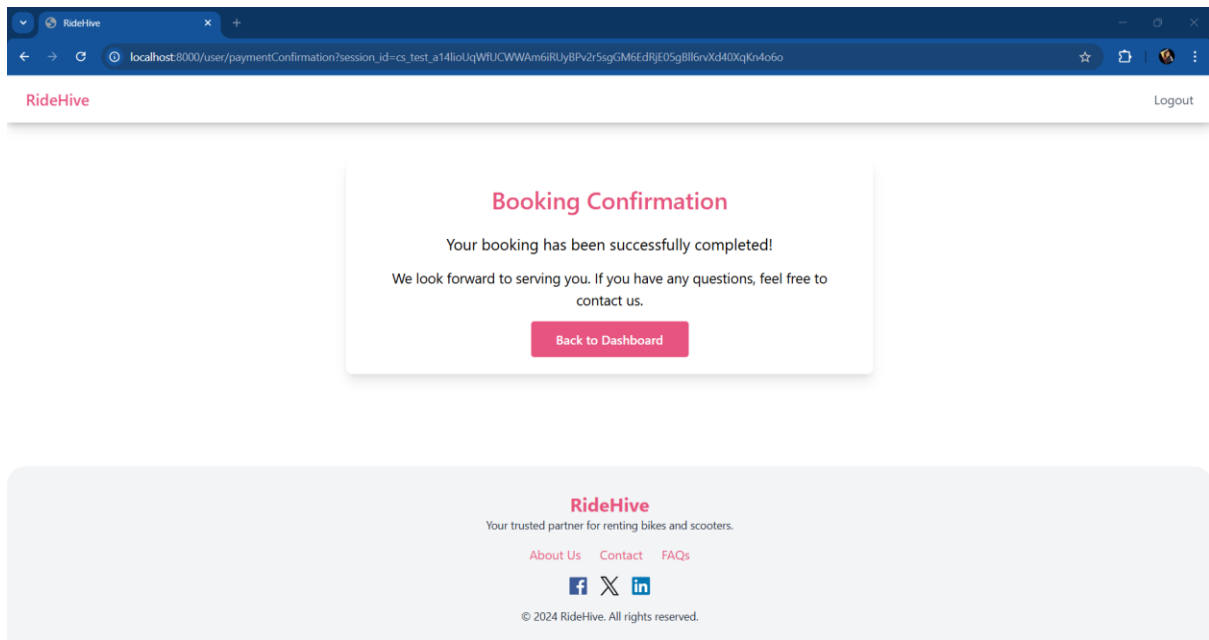 RideHive
localhost:8000/user/paymentConfirmation?session_id=cs_test_a14lioUqWfUCWWAm6iRUyBPv2r5sgGM6EdRjE05gBll6rvXd40XqKn4o6o
RideHive
Logout
Booking Confirmation
Your booking has been successfully completed!
We look forward to serving you. If you have any questions, feel free to
contact us.
Back to Dashboard
RideHive
Your trusted partner for renting bikes and scooters.
About Us Contact FAQs
© 2024 RideHive. All rights reserved.